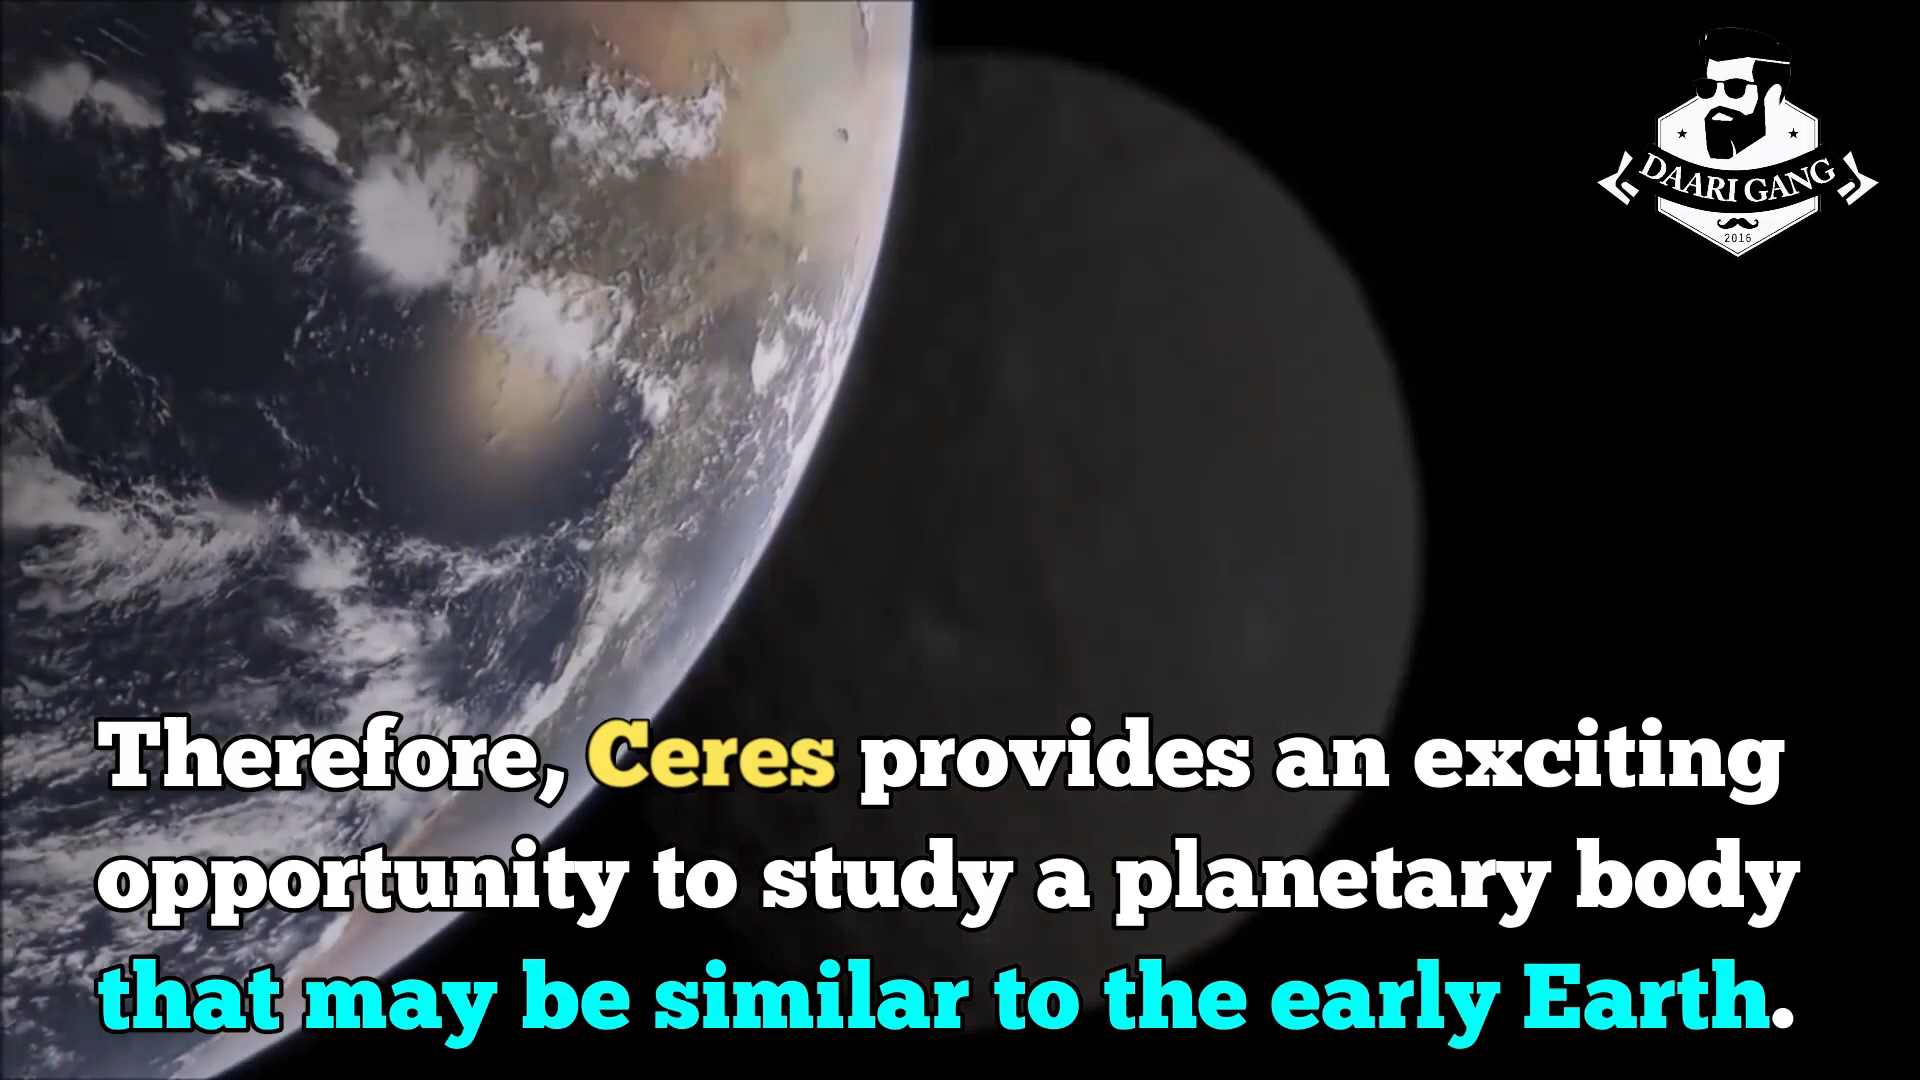 DAARI GANG
2016
Therefore, Ceres provides an exciting
opportunity to study a planetary body
that may be similar to the early Earth.